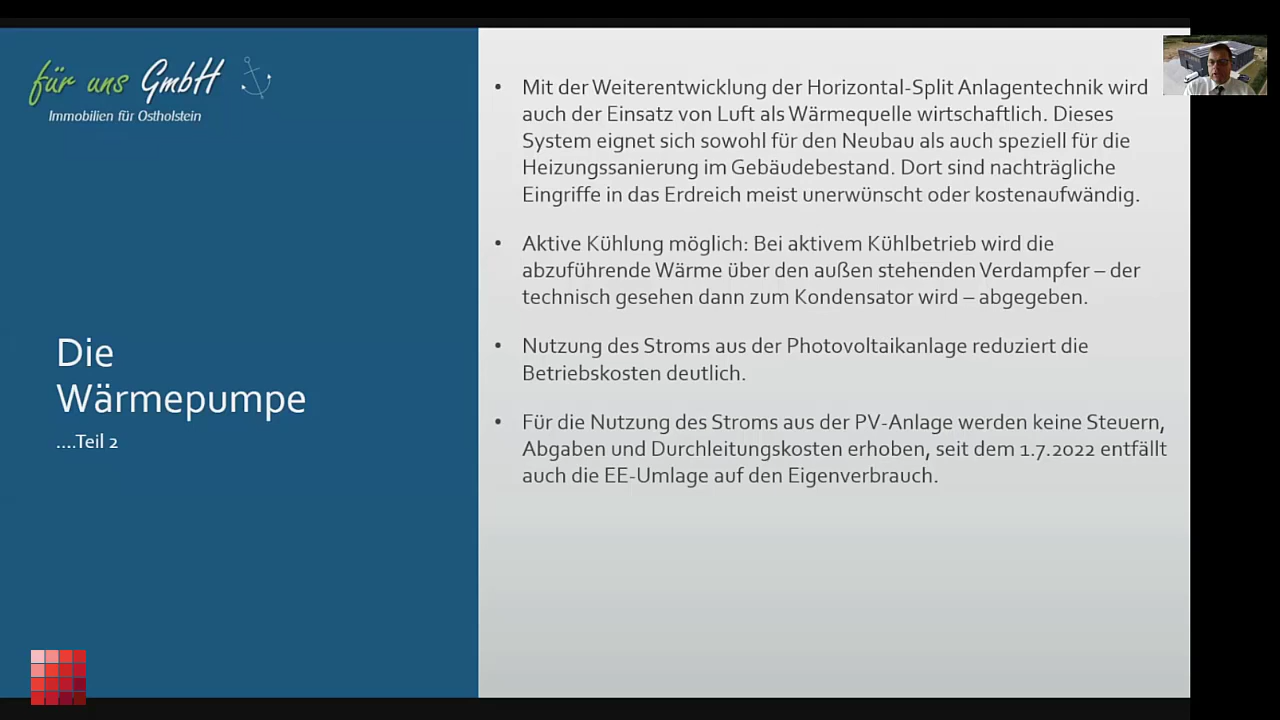 für uns GmbH
Immobilien für Ostholstein
Die
Wärmepumpe
....Teil 2
• Mit der Weiterentwicklung der Horizontal-Split Anlagentechnik wird
auch der Einsatz von Luft als Wärmequelle wirtschaftlich. Dieses
System eignet sich sowohl für den Neubau als auch speziell für die
Heizungssanierung im Gebäudebestand. Dort sind nachträgliche
Eingriffe in das Erdreich meist unerwünscht oder kostenaufwändig.
• Aktive Kühlung möglich: Bei aktivem Kühlbetrieb wird die
abzuführende Wärme über den außen stehenden Verdampfer – der
technisch gesehen dann zum Kondensator wird – abgegeben.
• Nutzung des Stroms aus der Photovoltaikanlage reduziert die
Betriebskosten deutlich.
• Für die Nutzung des Stroms aus der PV-Anlage werden keine Steuern,
Abgaben und Durchleitungskosten erhoben, seit dem 1.7.2022 entfällt
auch die EE-Umlage auf den Eigenverbrauch.